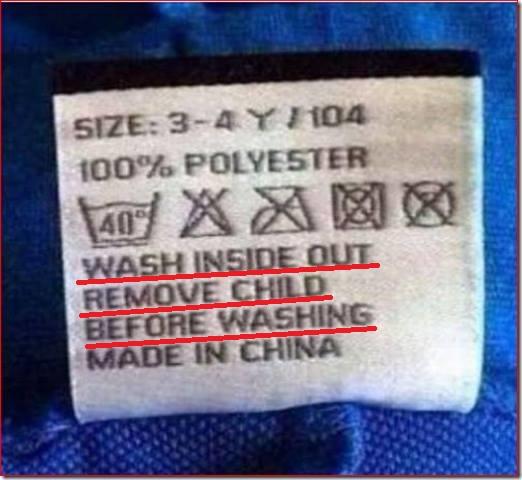 SIZE: 3-4 Y / 104
100% POLYESTER
40°
WASH INSIDE OUT
REMOVE CHILD
BEFORE WASHING
MADE IN CHINA